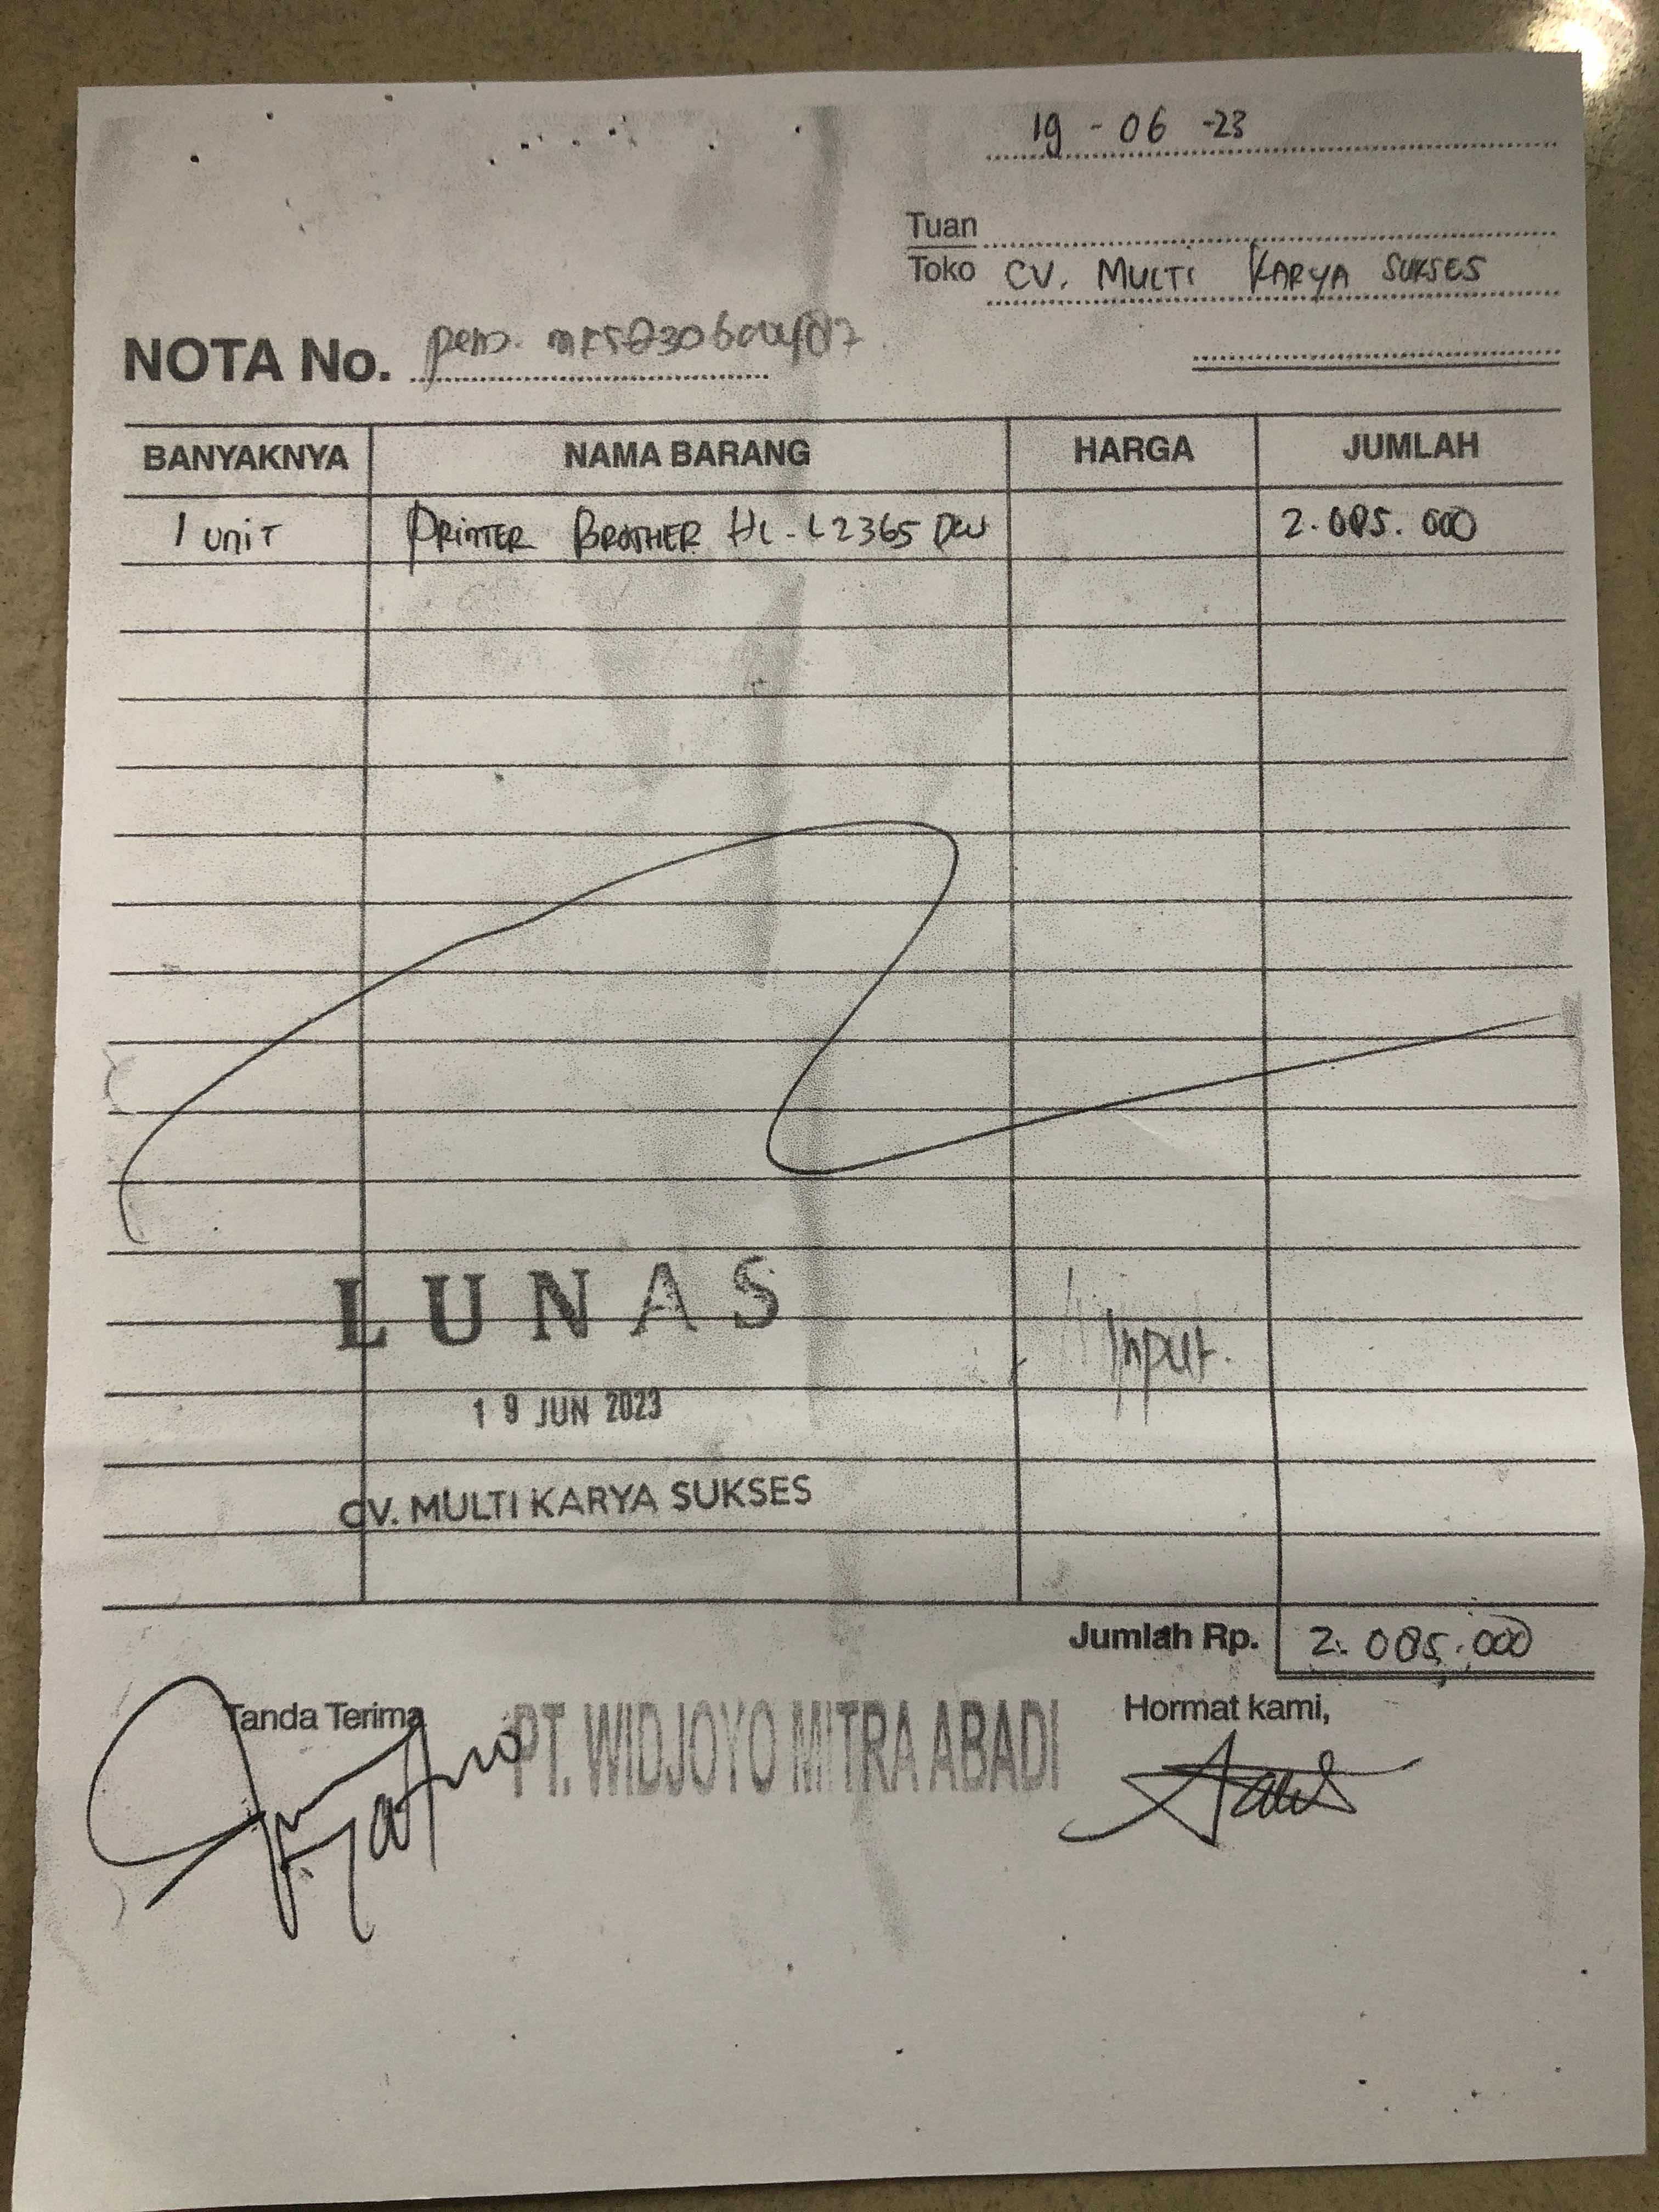 19 - 06 -23
Tuan
Toko CV. MULTI KARYA SUKSES
NOTA No.
BANYAKNYA NAMA BARANG HARGA JUMLAH
1 UNIT PRINTER BROTHER HL-L2365 DW 2.085.000
LUNAS
Input.
19 JUN 2023
CV. MULTI KARYA SUKSES
Jumlah Rp. 2.085.000
Tanda Terima PT. WIDJOYO MITRA ABADI Hormat kami,